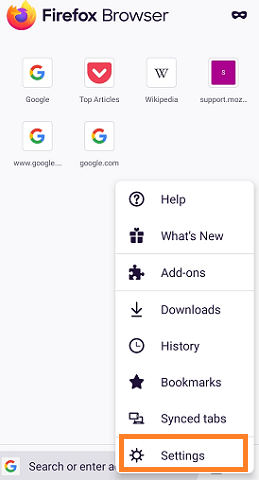 Firefox Browser
Google
Top Articles
Wikipedia
S
support.moz...
www.google....
google.com
Help
What's New
Add-ons
Downloads
History
Bookmarks
Synced tabs
Settings
Search or enter a